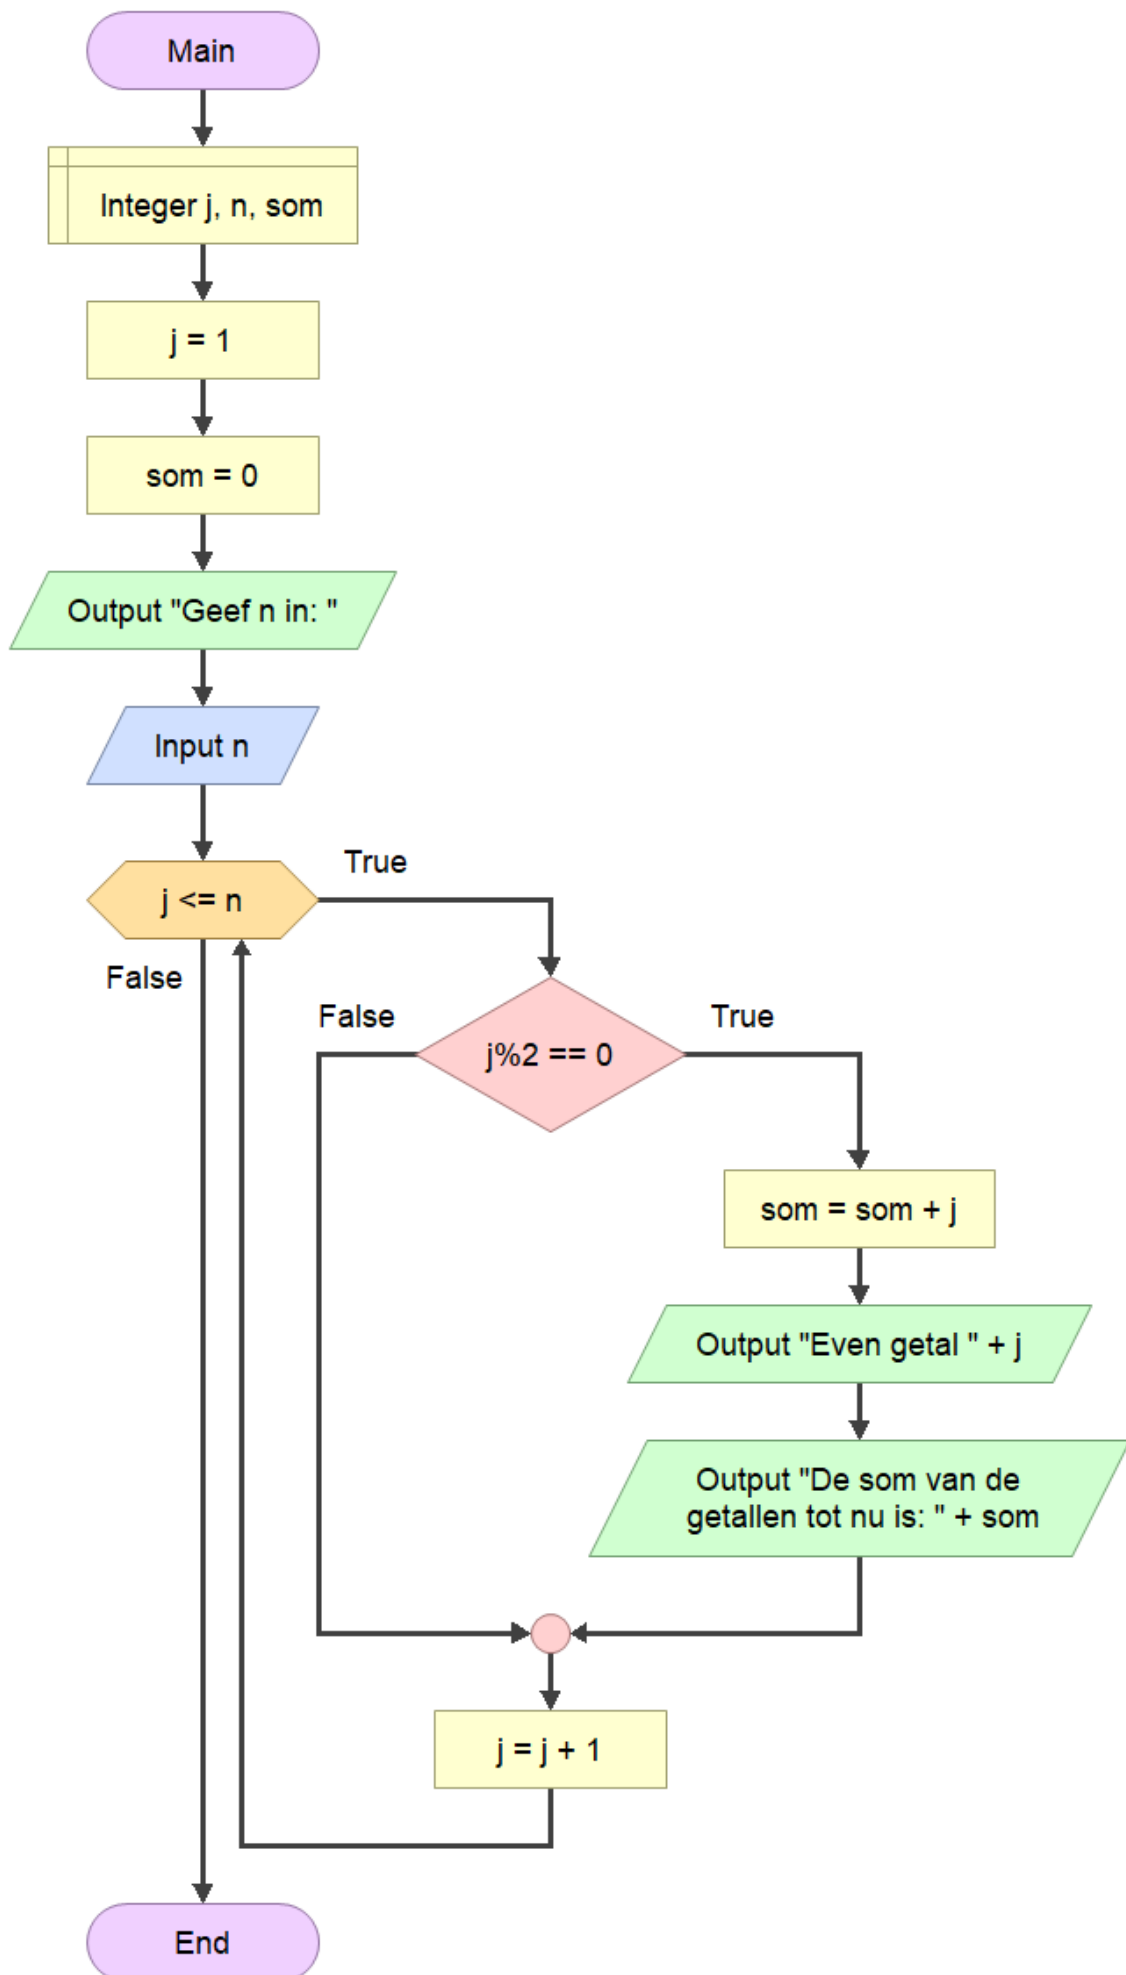 Main
Integer j, n, som
j = 1
som = 0
Output "Geef n in: "
Input n
True
j <= n
False
False
True
j%2 == 0
som = som + j
Output "Even getal " + j
Output "De som van de
getallen tot nu is: " + som
j = j + 1
End